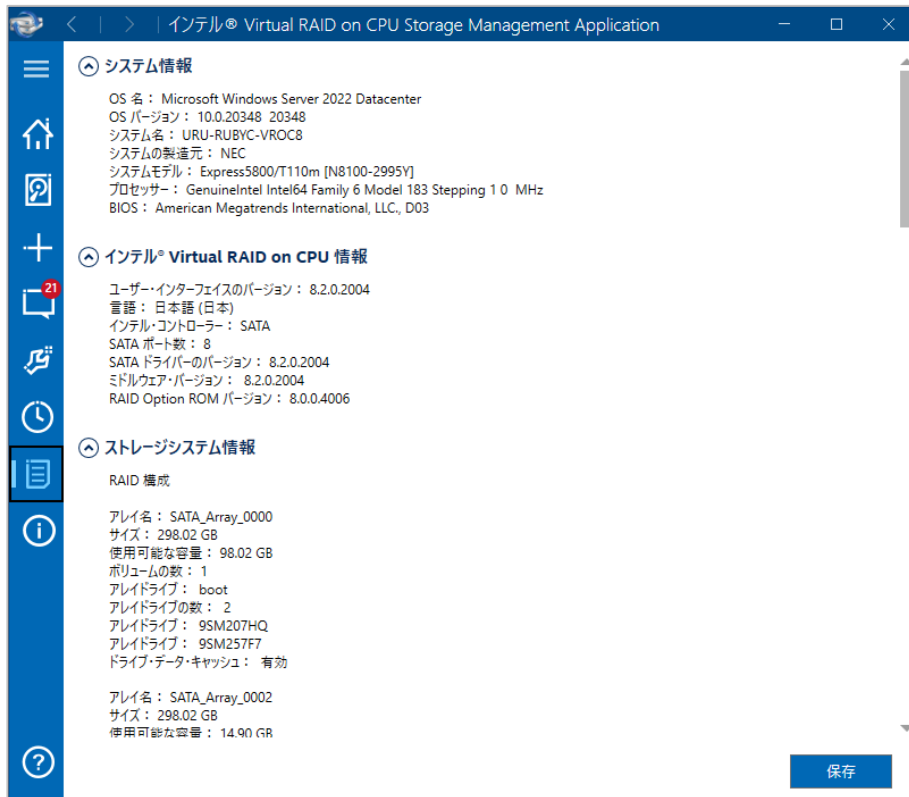 インテル® Virtual RAID on CPU Storage Management Application
システム情報
OS 名： Microsoft Windows Server 2022 Datacenter
OS バージョン： 10.0.20348 20348
システム名： URU-RUBYC-VROC8
システムの製造元： NEC
システムモデル： Express5800/T110m [N8100-2995Y]
プロセッサー： GenuineIntel Intel64 Family 6 Model 183 Stepping 1 0 MHz
BIOS： American Megatrends International, LLC., D03
インテル® Virtual RAID on CPU 情報
ユーザー・インターフェイスのバージョン： 8.2.0.2004
言語： 日本語 (日本)
インテル・コントローラー： SATA
SATA ポート数： 8
SATA ドライバーのバージョン： 8.2.0.2004
ミドルウェア・バージョン： 8.2.0.2004
RAID Option ROM バージョン： 8.0.0.4006
21
ストレージシステム情報
RAID 構成
アレイ名： SATA_Array_0000
サイズ： 298.02 GB
使用可能な容量： 98.02 GB
ボリュームの数： 1
アレイドライブ： boot
アレイドライブの数： 2
アレイドライブ： 9SM207HQ
アレイドライブ： 9SM257F7
ドライブ・データ・キャッシュ： 有効
アレイ名： SATA_Array_0002
サイズ： 298.02 GB
使用可能な容量： 14.90 GB
保存